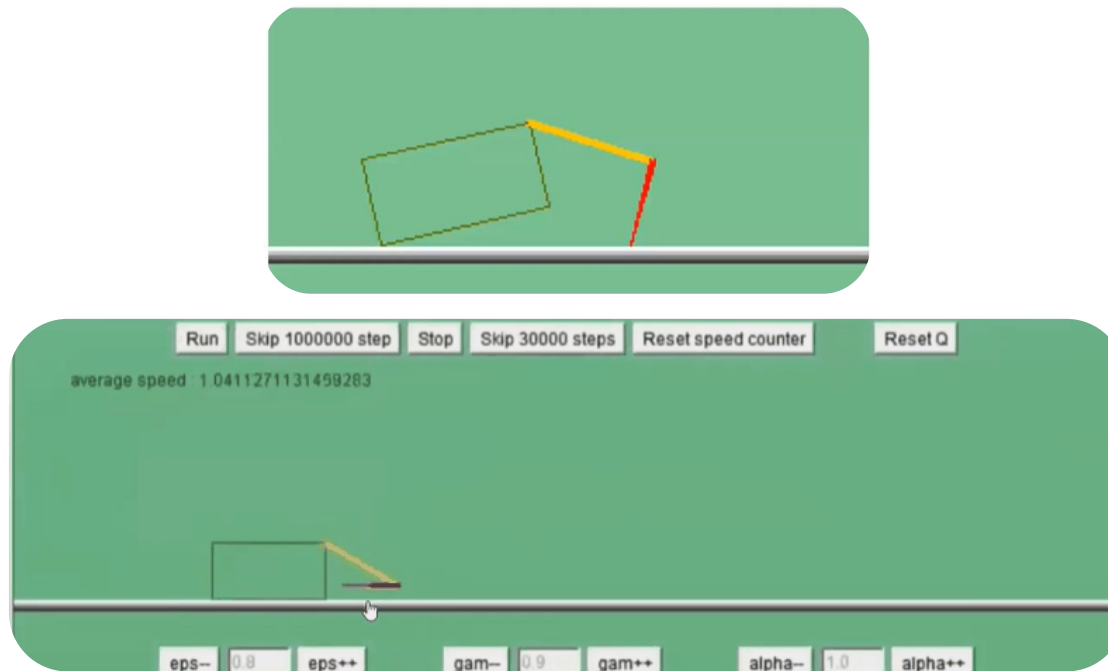 Run Skip 1000000 step Stop Skip 30000 steps Reset speed counter Reset Q
average speed : 1.0411271131459283
eps-- 0.8 eps++ gam-- 0.9 gam++ alpha-- 1.0 alpha++